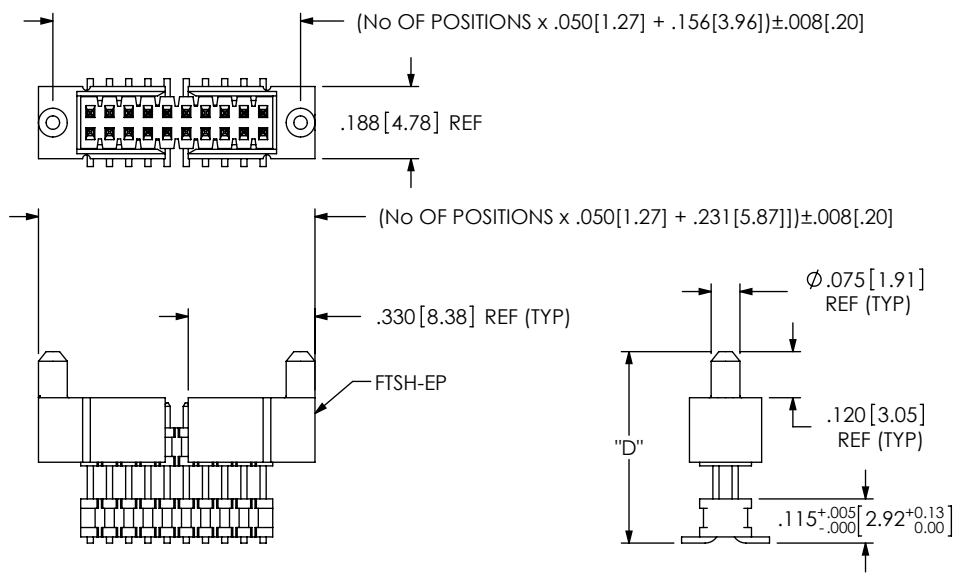 (No OF POSITIONS x .050[1.27] + .156[3.96])±.008[.20]
.188[4.78] REF
(No OF POSITIONS x .050[1.27] + .231[5.87]])±.008[.20]
.330[8.38] REF (TYP)
FTSH-EP
Ø.075[1.91]
REF (TYP)
"D"
.120[3.05]
REF (TYP)
.115+.005-.000[2.92+0.13 0.00]